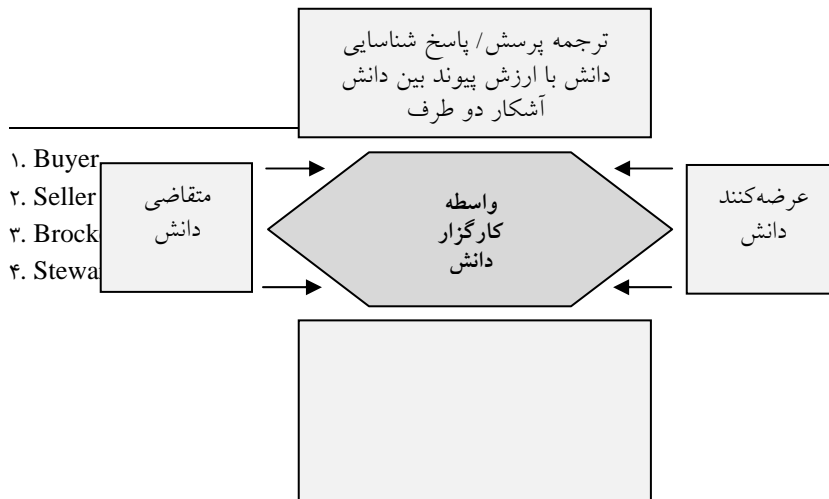 ترجمه پرسش/ پاسخ شناسایی
دانش با ارزش پیوند بین دانش
آشکار دو طرف
عرضه‌کنند
دانش
واسطه
کارگزار
دانش
متقاضی
دانش
۱. Buyer
۲. Seller
۳. Brock
۴. Stewa